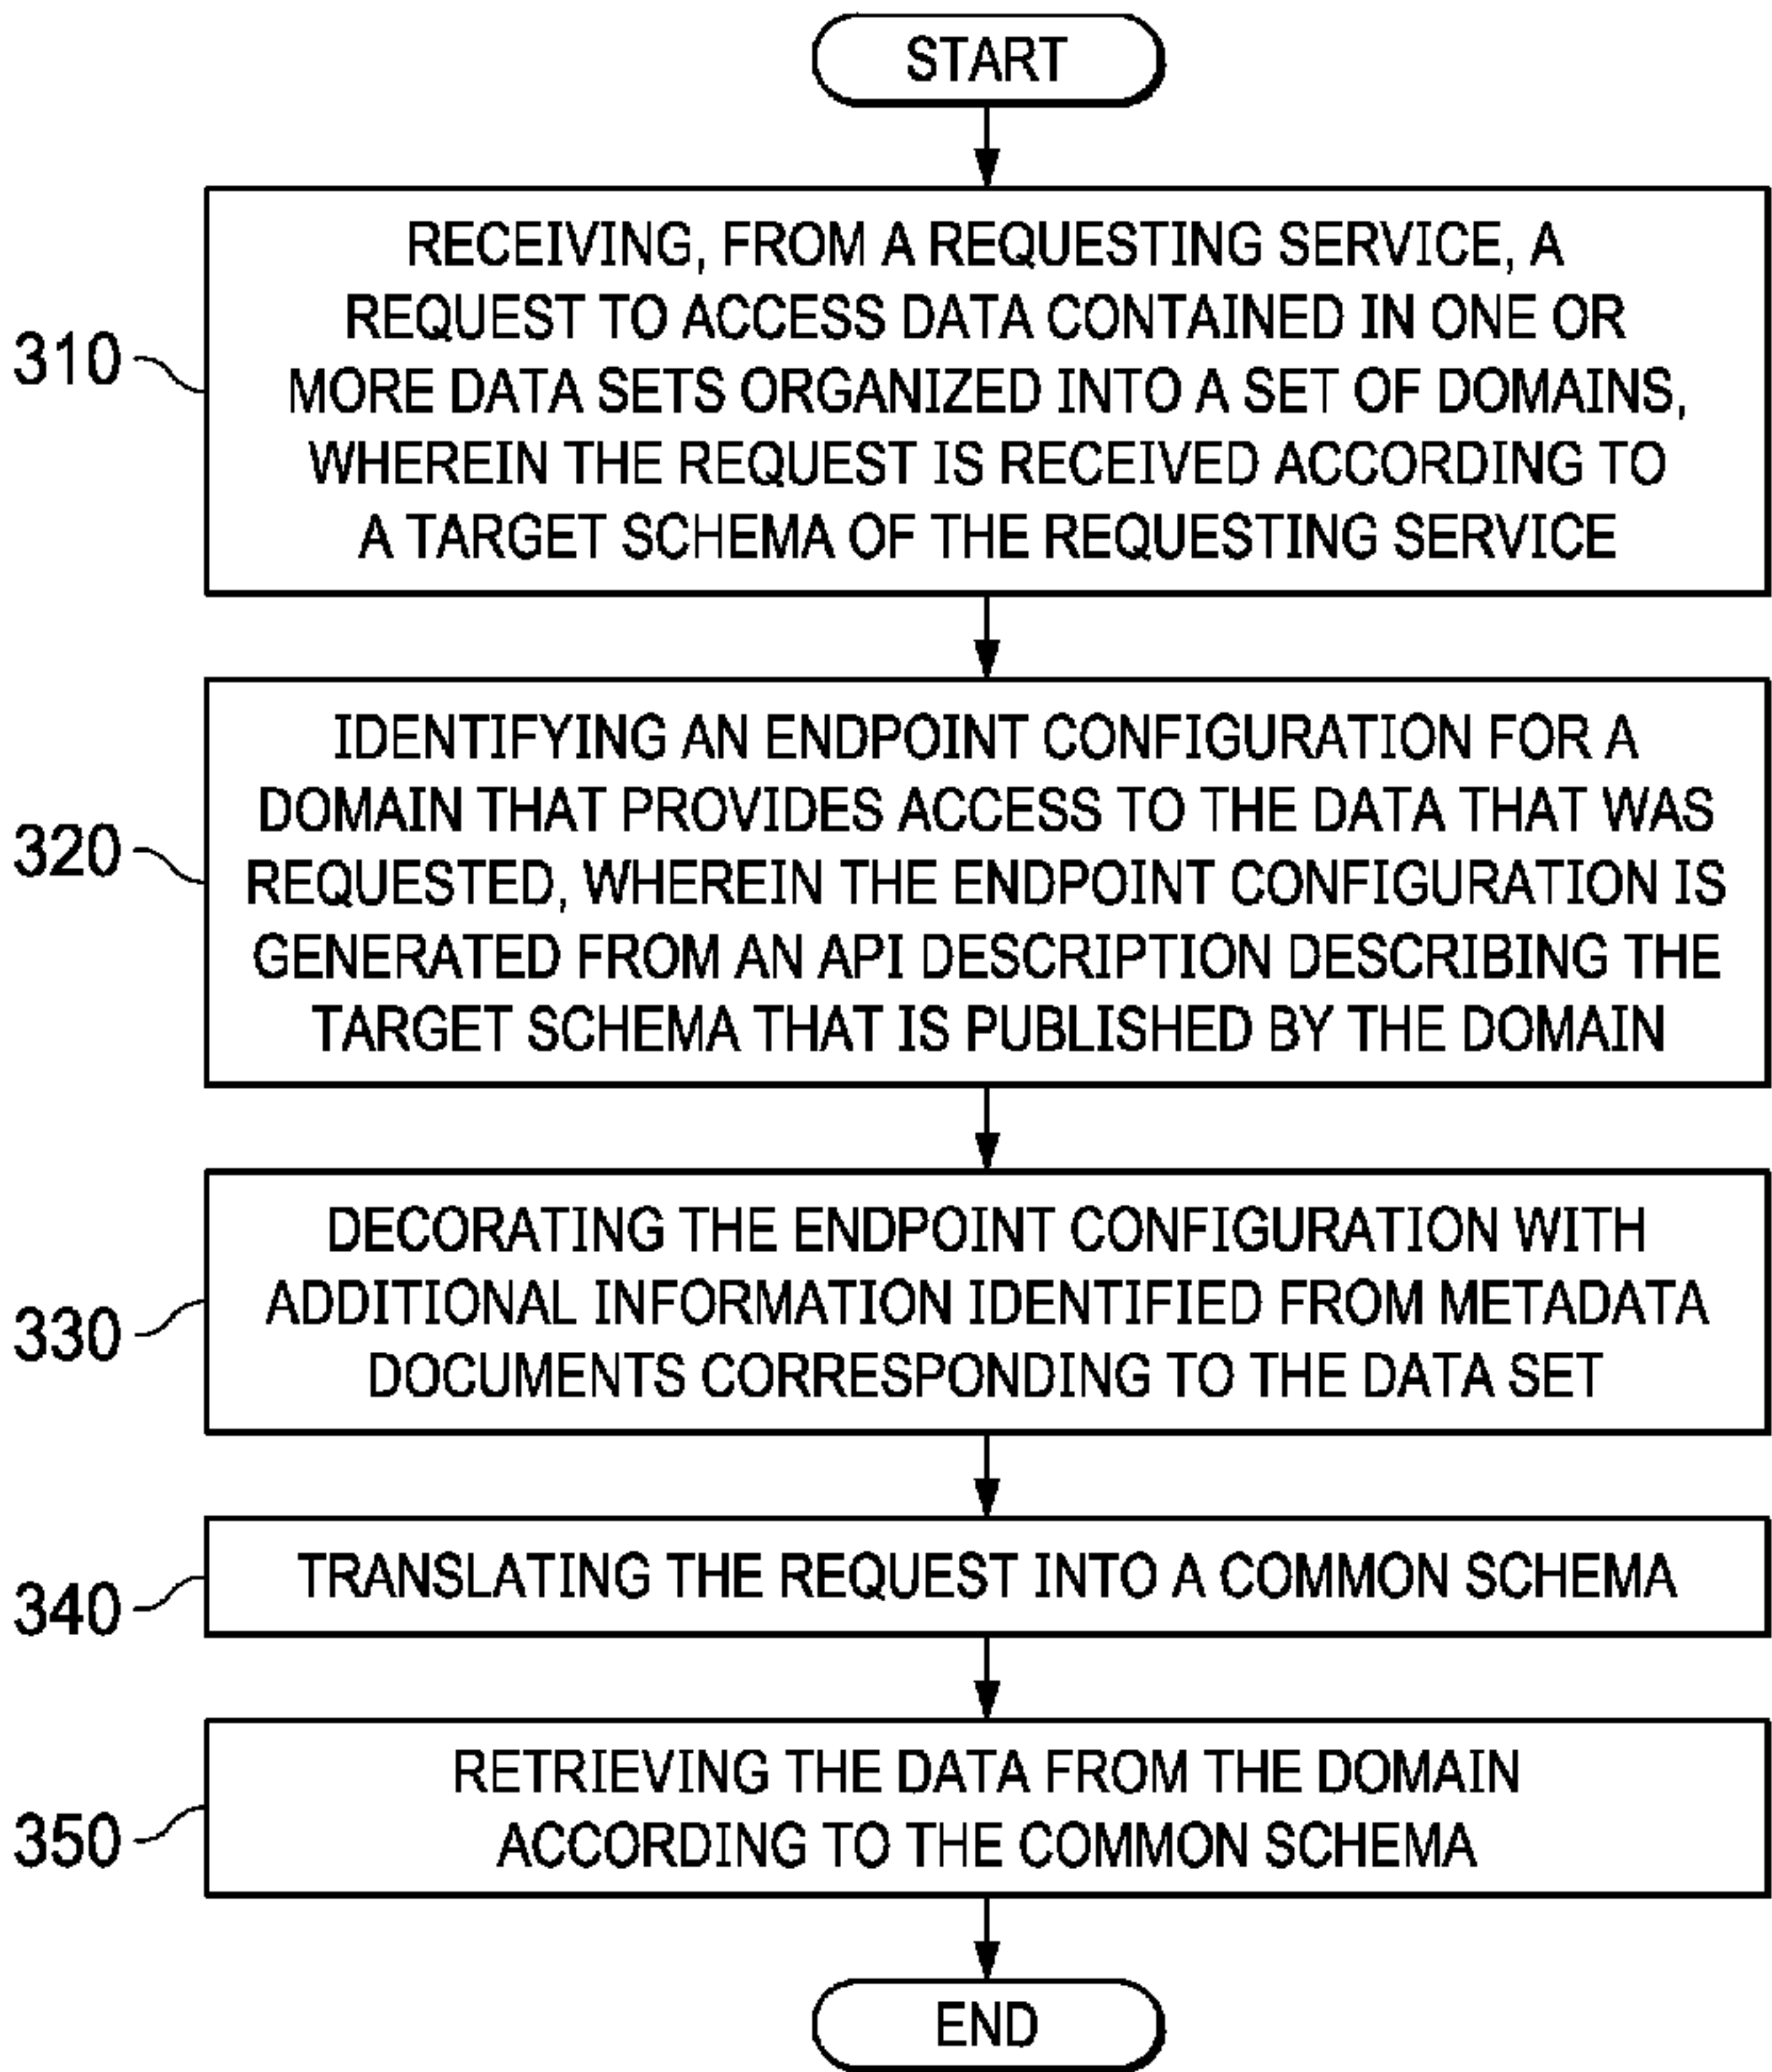 START
RECEIVING, FROM A REQUESTING SERVICE, A
REQUEST TO ACCESS DATA CONTAINED IN ONE OR
MORE DATA SETS ORGANIZED INTO A SET OF DOMAINS,
WHEREIN THE REQUEST IS RECEIVED ACCORDING TO
A TARGET SCHEMA OF THE REQUESTING SERVICE
310
IDENTIFYING AN ENDPOINT CONFIGURATION FOR A
DOMAIN THAT PROVIDES ACCESS TO THE DATA THAT WAS
REQUESTED, WHEREIN THE ENDPOINT CONFIGURATION IS
GENERATED FROM AN API DESCRIPTION DESCRIBING THE
TARGET SCHEMA THAT IS PUBLISHED BY THE DOMAIN
320
DECORATING THE ENDPOINT CONFIGURATION WITH
ADDITIONAL INFORMATION IDENTIFIED FROM METADATA
DOCUMENTS CORRESPONDING TO THE DATA SET
330
TRANSLATING THE REQUEST INTO A COMMON SCHEMA
340
RETRIEVING THE DATA FROM THE DOMAIN
ACCORDING TO THE COMMON SCHEMA
350
END